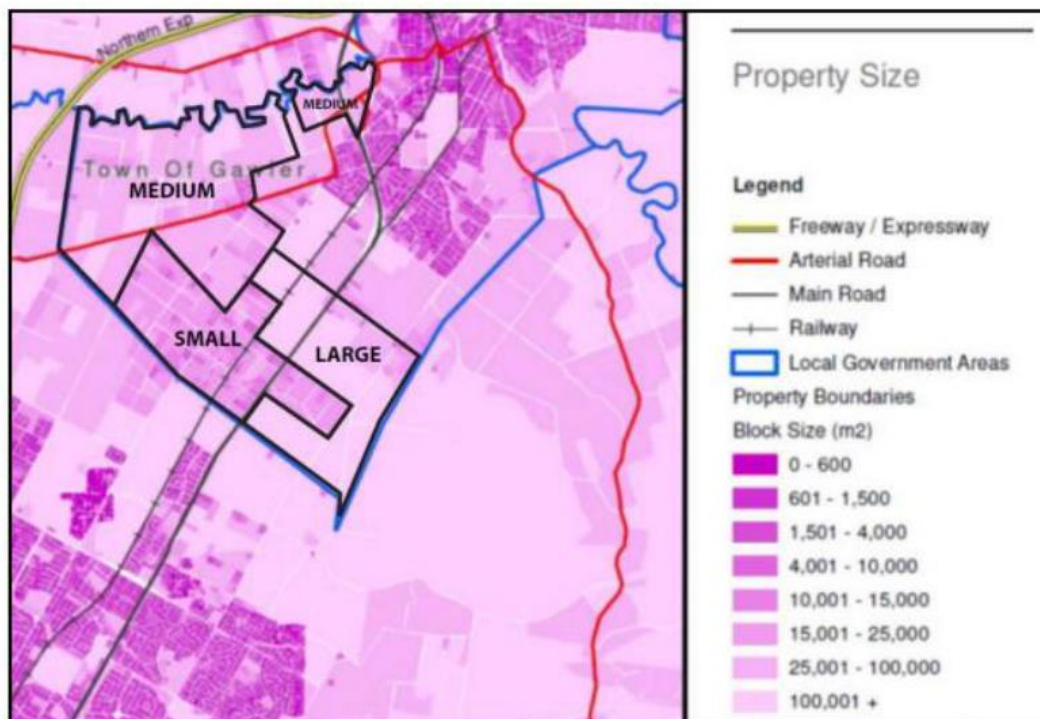 Northern Exp
MEDIUM
Town Of Gawler
MEDIUM
SMALL
LARGE
Property Size
Legend
Freeway / Expressway
Arterial Road
Main Road
Railway
Local Government Areas
Property Boundaries
Block Size (m2)
0 - 600
601 - 1,500
1,501 - 4,000
4,001 - 10,000
10,001 - 15,000
15,001 - 25,000
25,001 - 100,000
100,001 +